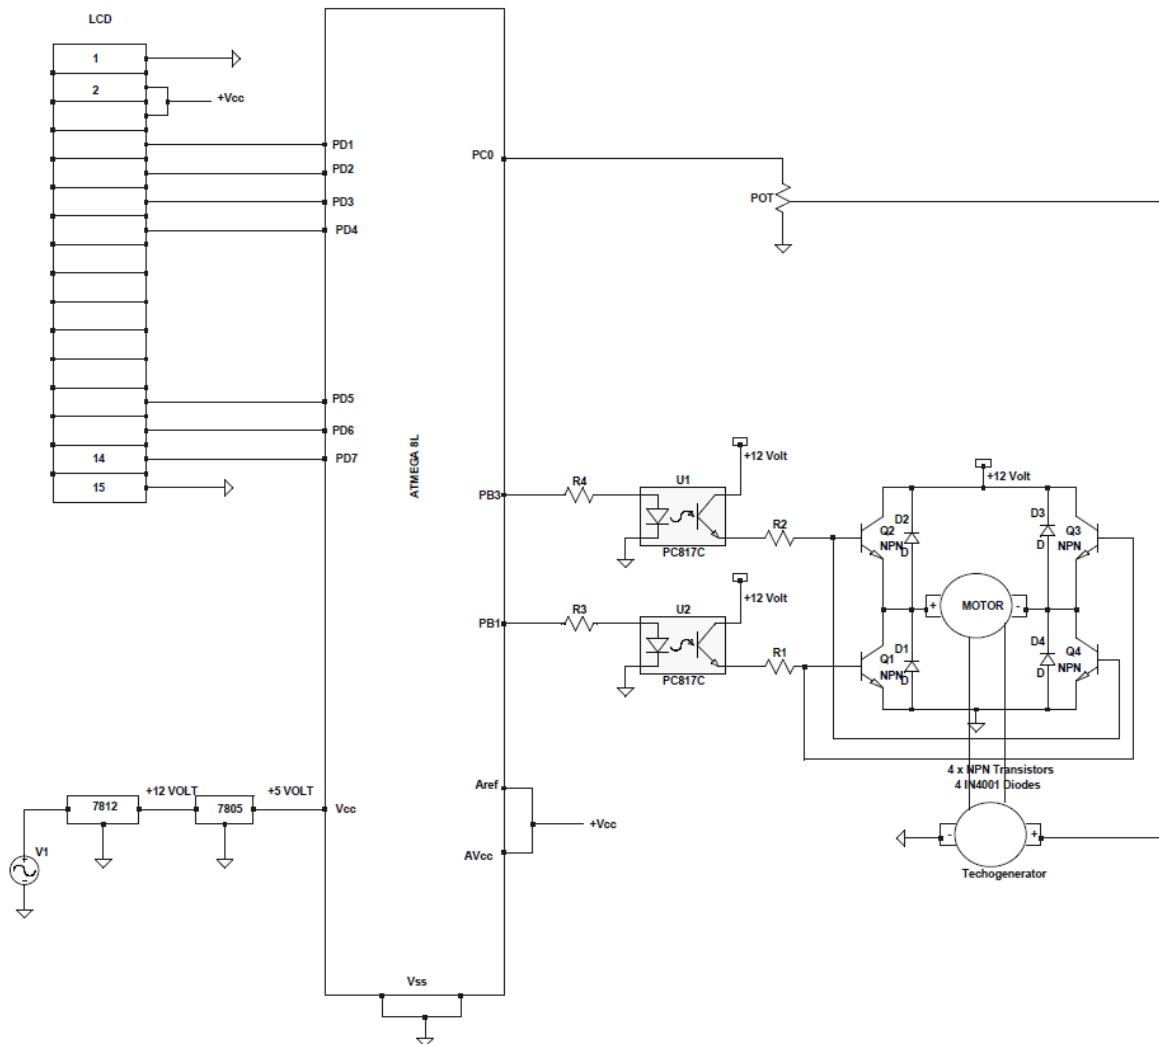 LCD
1
2
+Vcc
PD1
PD2
PD3
PD4
PD5
PD6
14
PD7
15
ATMEGA 8L
PC0
POT
PB3
R4
U1
+12 Volt
PC817C
R2
PB1
R3
U2
+12 Volt
PC817C
R1
+12 Volt
D2
D
Q2
NPN
D3
D
Q3
NPN
+
MOTOR
-
D1
D
Q1
NPN
D4
D
Q4
NPN
4 x NPN Transistors
4 IN4001 Diodes
-
+
Techogenerator
Aref
+Vcc
AVcc
7812
+12 VOLT
7805
+5 VOLT
Vcc
V1
Vss